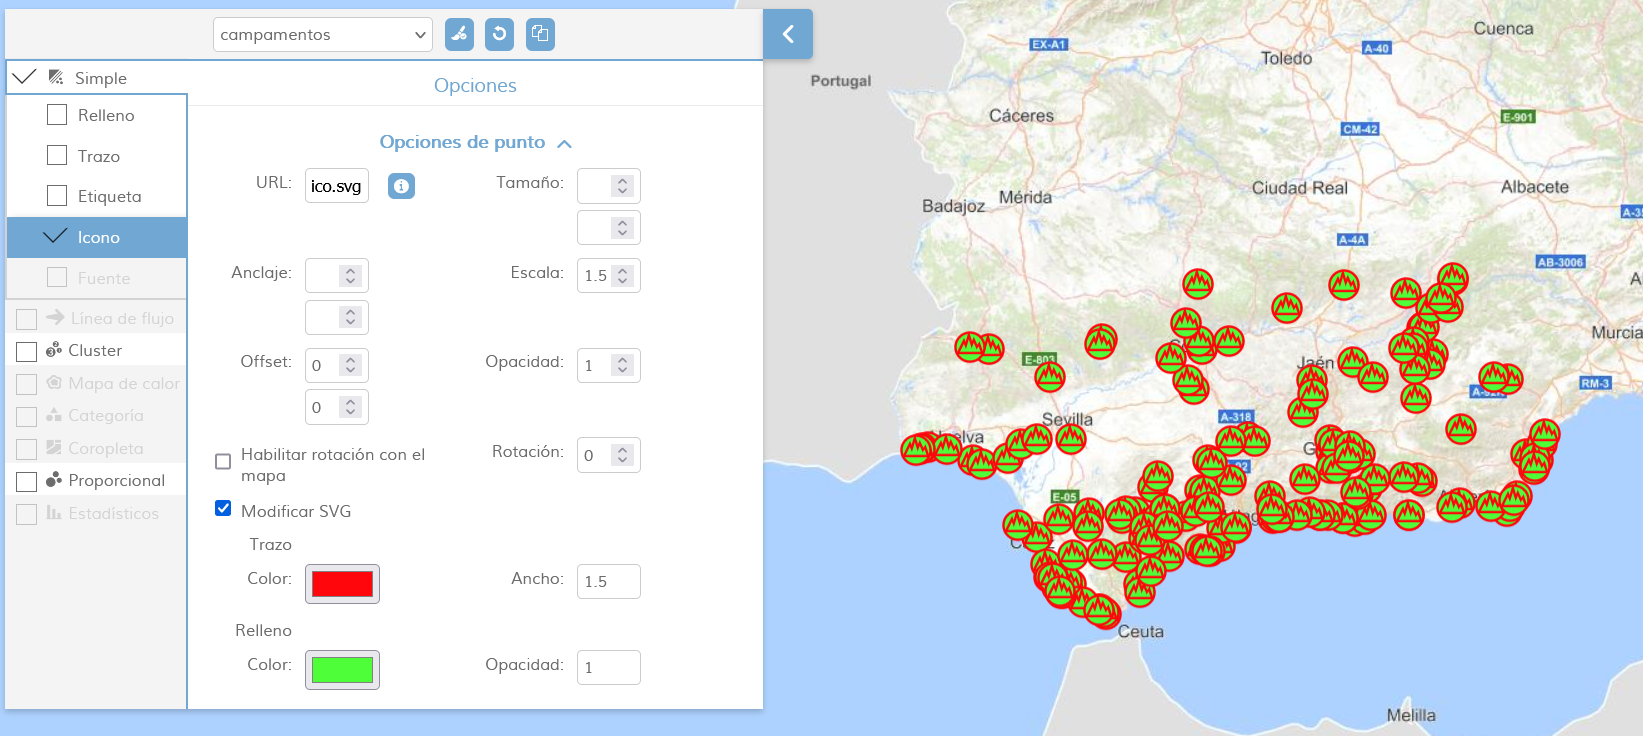 campamentos
Simple
Relleno
Trazo
Etiqueta
Icono
Fuente
Línea de flujo
Cluster
Mapa de calor
Categoría
Coropleta
Proporcional
Estadísticos
Opciones
Opciones de punto
URL: ico.svg
Tamaño:
Anclaje:
Escala: 1.5
Offset: 0
0
Opacidad: 1
Habilitar rotación con el
mapa
Rotación: 0
Modificar SVG
Trazo
Color:
Ancho: 1.5
Relleno
Color:
Opacidad: 1
Cuenca
EX-A1
A-40
Toledo
Portugal
Cáceres
E-901
CM-42
Ciudad Real
Albacete
Mérida
Badajoz
A-4A
AB-3006
Murcia
E-803
Jaén
RM-3
Sevilla
A-318
E-05
Ceuta
Melilla